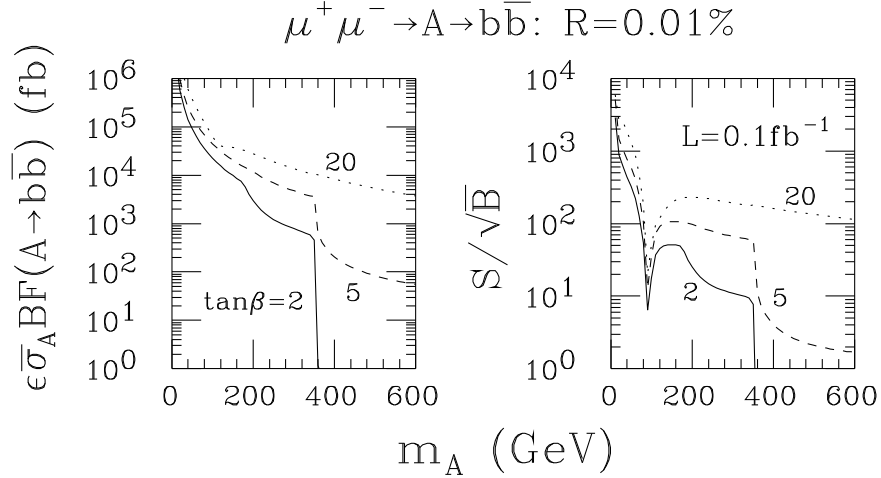 μ⁺μ⁻→A→bb̅: R=0.01%
ϵσ̅_A BF(A→bb̅) (fb)
10⁶
10⁵
10⁴
10³
10²
10¹
10⁰
20
5
tanβ=2
0 200 400 600
S/√B̅
10⁴
10³
10²
10¹
10⁰
L=0.1fb⁻¹
20
2
5
0 200 400 600
m_A (GeV)